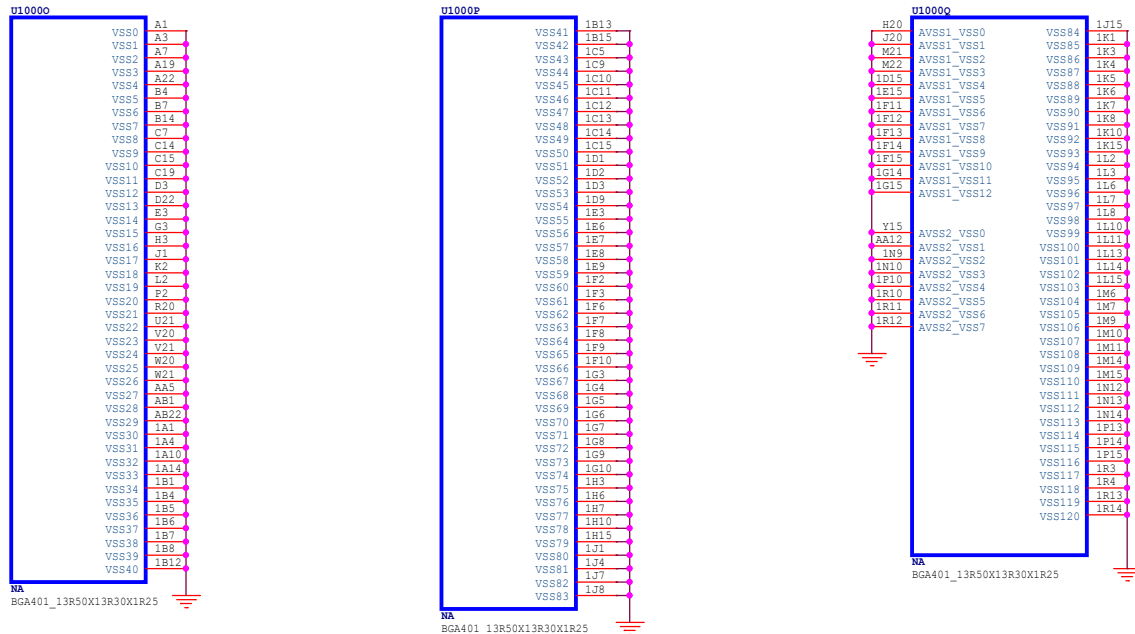 U1000O
VSS0 A1
VSS1 A3
VSS2 A7
VSS3 A19
VSS4 A22
VSS5 B4
VSS6 B7
VSS7 B14
VSS8 C7
VSS9 C14
VSS10 C15
VSS11 C19
VSS12 D3
VSS13 D22
VSS14 E3
VSS15 G3
VSS16 H3
VSS17 J1
VSS18 K2
VSS19 L2
VSS20 P2
VSS21 R20
VSS22 U21
VSS23 V20
VSS24 V21
VSS25 W20
VSS26 W21
VSS27 AA5
VSS28 AB1
VSS29 AB22
VSS30 1A1
VSS31 1A4
VSS32 1A10
VSS33 1A14
VSS34 1B1
VSS35 1B4
VSS36 1B5
VSS37 1B6
VSS38 1B7
VSS39 1B8
VSS40 1B12
NA
BGA401_13R50X13R30X1R25
U1000P
VSS41 1B13
VSS42 1B15
VSS43 1C5
VSS44 1C9
VSS45 1C10
VSS46 1C11
VSS47 1C12
VSS48 1C13
VSS49 1C14
VSS50 1C15
VSS51 1D1
VSS52 1D2
VSS53 1D3
VSS54 1D9
VSS55 1E3
VSS56 1E6
VSS57 1E7
VSS58 1E8
VSS59 1E9
VSS60 1F2
VSS61 1F3
VSS62 1F6
VSS63 1F7
VSS64 1F8
VSS65 1F9
VSS66 1F10
VSS67 1G3
VSS68 1G4
VSS69 1G5
VSS70 1G6
VSS71 1G7
VSS72 1G8
VSS73 1G9
VSS74 1G10
VSS75 1H3
VSS76 1H6
VSS77 1H7
VSS78 1H10
VSS79 1H15
VSS80 1J1
VSS81 1J4
VSS82 1J7
VSS83 1J8
NA
BGA401_13R50X13R30X1R25
U1000Q
H20 AVSS1_VSS0 VSS84 1J15
J20 AVSS1_VSS1 VSS85 1K1
M21 AVSS1_VSS2 VSS86 1K3
M22 AVSS1_VSS3 VSS87 1K4
1D15 AVSS1_VSS4 VSS88 1K5
1E15 AVSS1_VSS5 VSS89 1K6
1F11 AVSS1_VSS6 VSS90 1K7
1F12 AVSS1_VSS7 VSS91 1K8
1F13 AVSS1_VSS8 VSS92 1K10
1F14 AVSS1_VSS9 VSS93 1K15
1F15 AVSS1_VSS10 VSS94 1L2
1G14 AVSS1_VSS11 VSS95 1L3
1G15 AVSS1_VSS12 VSS96 1L6
VSS97 1L7
VSS98 1L8
Y15 AVSS2_VSS0 VSS99 1L10
AA12 AVSS2_VSS1 VSS100 1L11
1N9 AVSS2_VSS2 VSS101 1L13
1N10 AVSS2_VSS3 VSS102 1L14
1P10 AVSS2_VSS4 VSS103 1L15
1R10 AVSS2_VSS5 VSS104 1M6
1R11 AVSS2_VSS6 VSS105 1M7
1R12 AVSS2_VSS7 VSS106 1M9
VSS107 1M10
VSS108 1M11
VSS109 1M14
VSS110 1M15
VSS111 1N12
VSS112 1N13
VSS113 1N14
VSS114 1P13
VSS115 1P14
VSS116 1P15
VSS117 1R3
VSS118 1R4
VSS119 1R13
VSS120 1R14
NA
BGA401_13R50X13R30X1R25